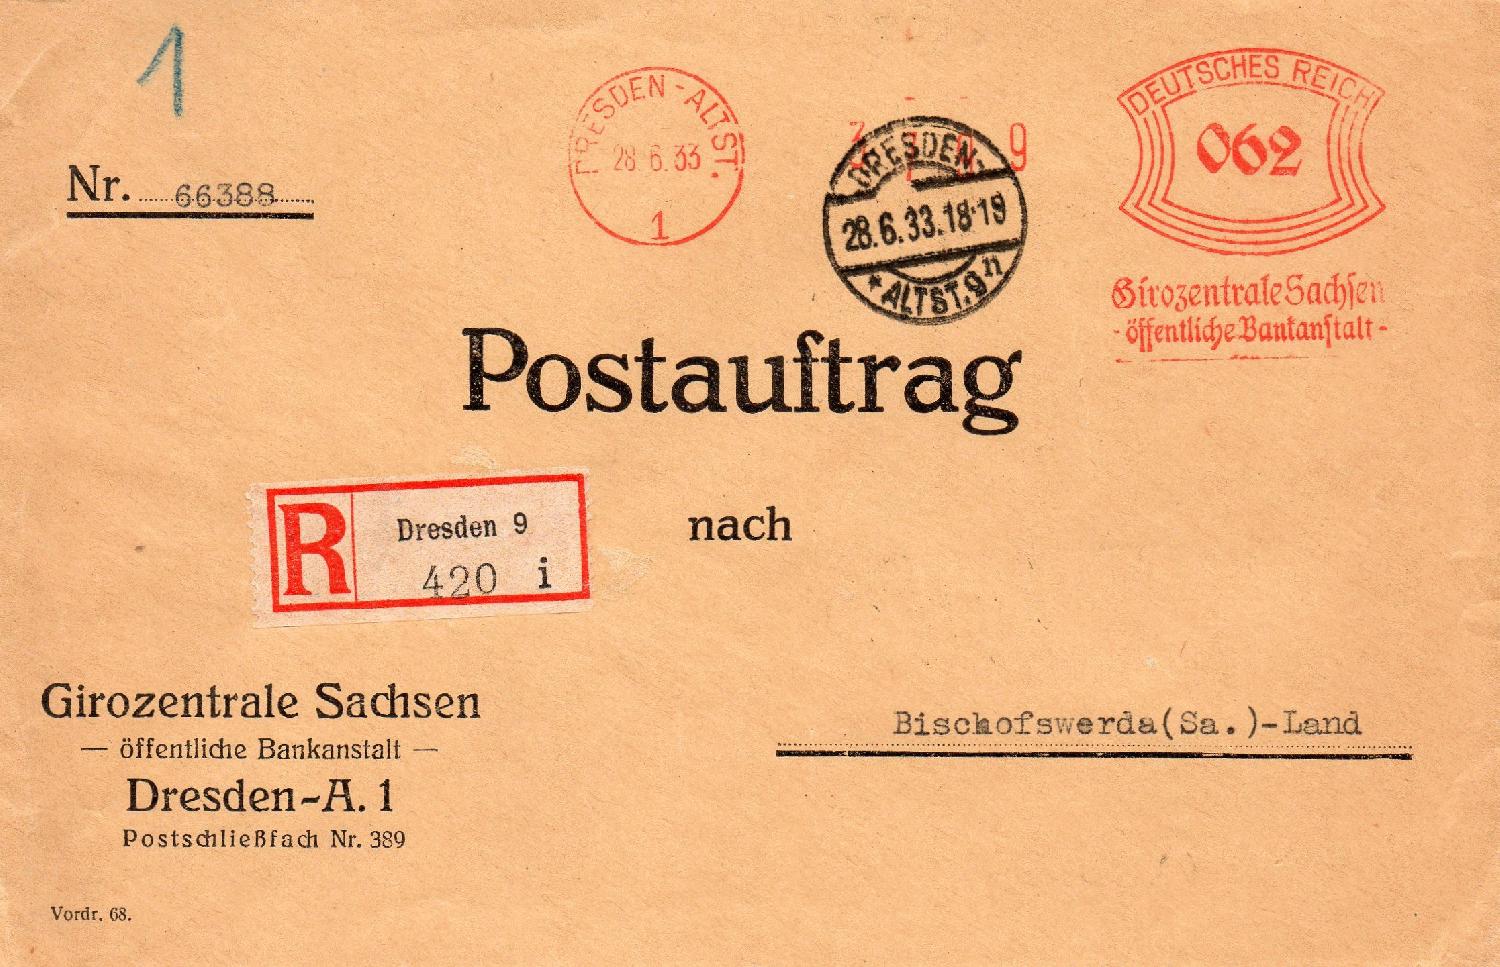 1
Nr. 66388
DRESDEN-ALTST.
28.6.33
1
DRESDEN-
28.6.33.18-19
* ALTST. 9 n
9
DEUTSCHES REICH
062
Girozentrale Sachsen
- öffentliche Bankanstalt -
Postauftrag
R
Dresden 9
420 i
nach
Girozentrale Sachsen
— öffentliche Bankanstalt —
Dresden-A. 1
Postschließfach Nr. 389
Bischofswerda(Sa.)-Land
Vordr. 68.